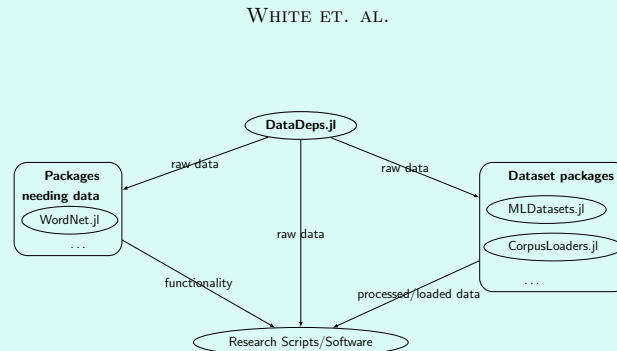 WHITE ET. AL.
DataDeps.jl
raw data
raw data
Packages
needing data
WordNet.jl
...
Dataset packages
MLDatasets.jl
CorpusLoaders.jl
...
raw data
functionality
processed/loaded data
Research Scripts/Software